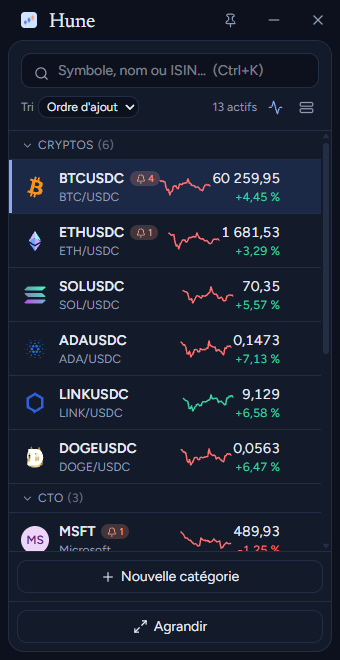 Hune
Symbole, nom ou ISIN... (Ctrl+K)
Tri Ordre d'ajout 13 actifs
CRYPTOS (6)
BTCUSDC 4 60 259,95
BTC/USDC +4,45 %
ETHUSDC 1 1 681,53
ETH/USDC +3,29 %
SOLUSDC 70,35
SOL/USDC +5,57 %
ADAUSDC 0,1473
ADA/USDC +7,13 %
LINKUSDC 9,129
LINK/USDC +6,58 %
DOGEUSDC 0,0563
DOGE/USDC +6,47 %
CTO (3)
MS MSFT 1 489,93
Microsoft -1,25 %
+ Nouvelle catégorie
Agrandir